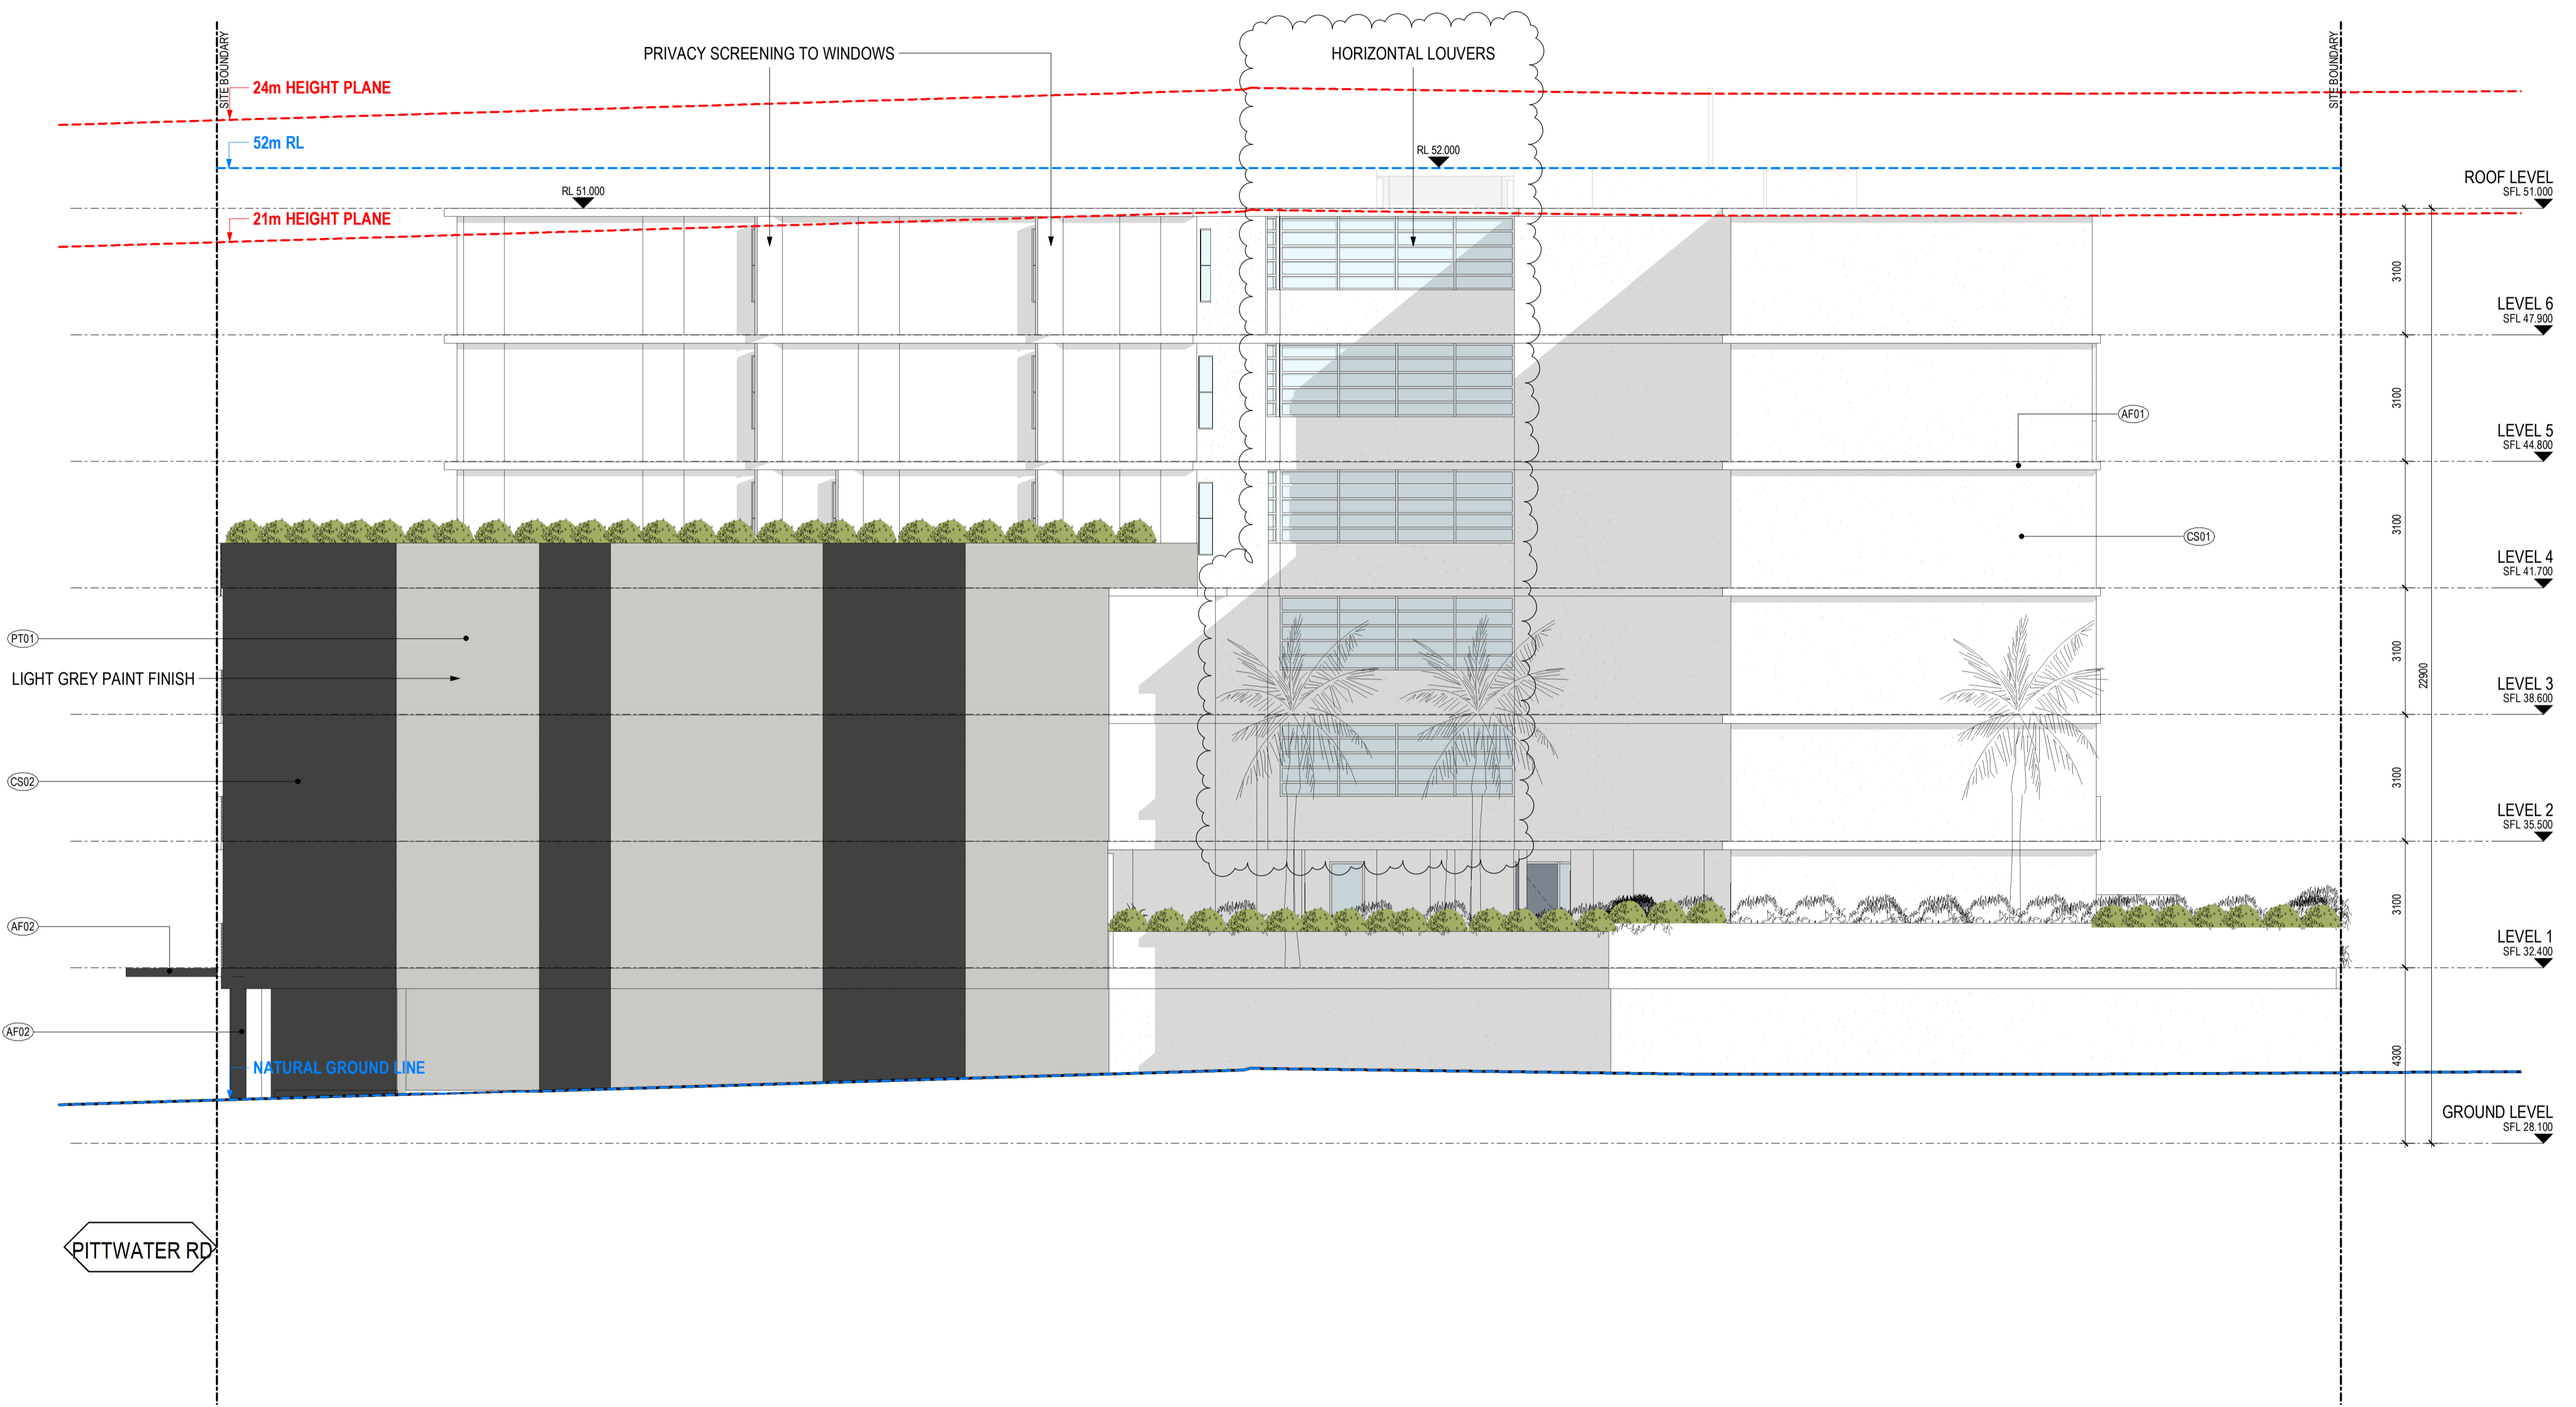 SITE BOUNDARY
SITE BOUNDARY
PRIVACY SCREENING TO WINDOWS
HORIZONTAL LOUVERS
24m HEIGHT PLANE
52m RL
RL 52.000
RL 51.000
21m HEIGHT PLANE
ROOF LEVEL
SFL 51.000
3100
LEVEL 6
SFL 47.900
3100
AF01
LEVEL 5
SFL 44.800
3100
CS01
LEVEL 4
SFL 41.700
PT01
3100
22900
LIGHT GREY PAINT FINISH
LEVEL 3
SFL 38.600
CS02
3100
LEVEL 2
SFL 35.500
3100
AF02
LEVEL 1
SFL 32.400
AF02
4300
NATURAL GROUND LINE
GROUND LEVEL
SFL 28.100
PITTWATER RD